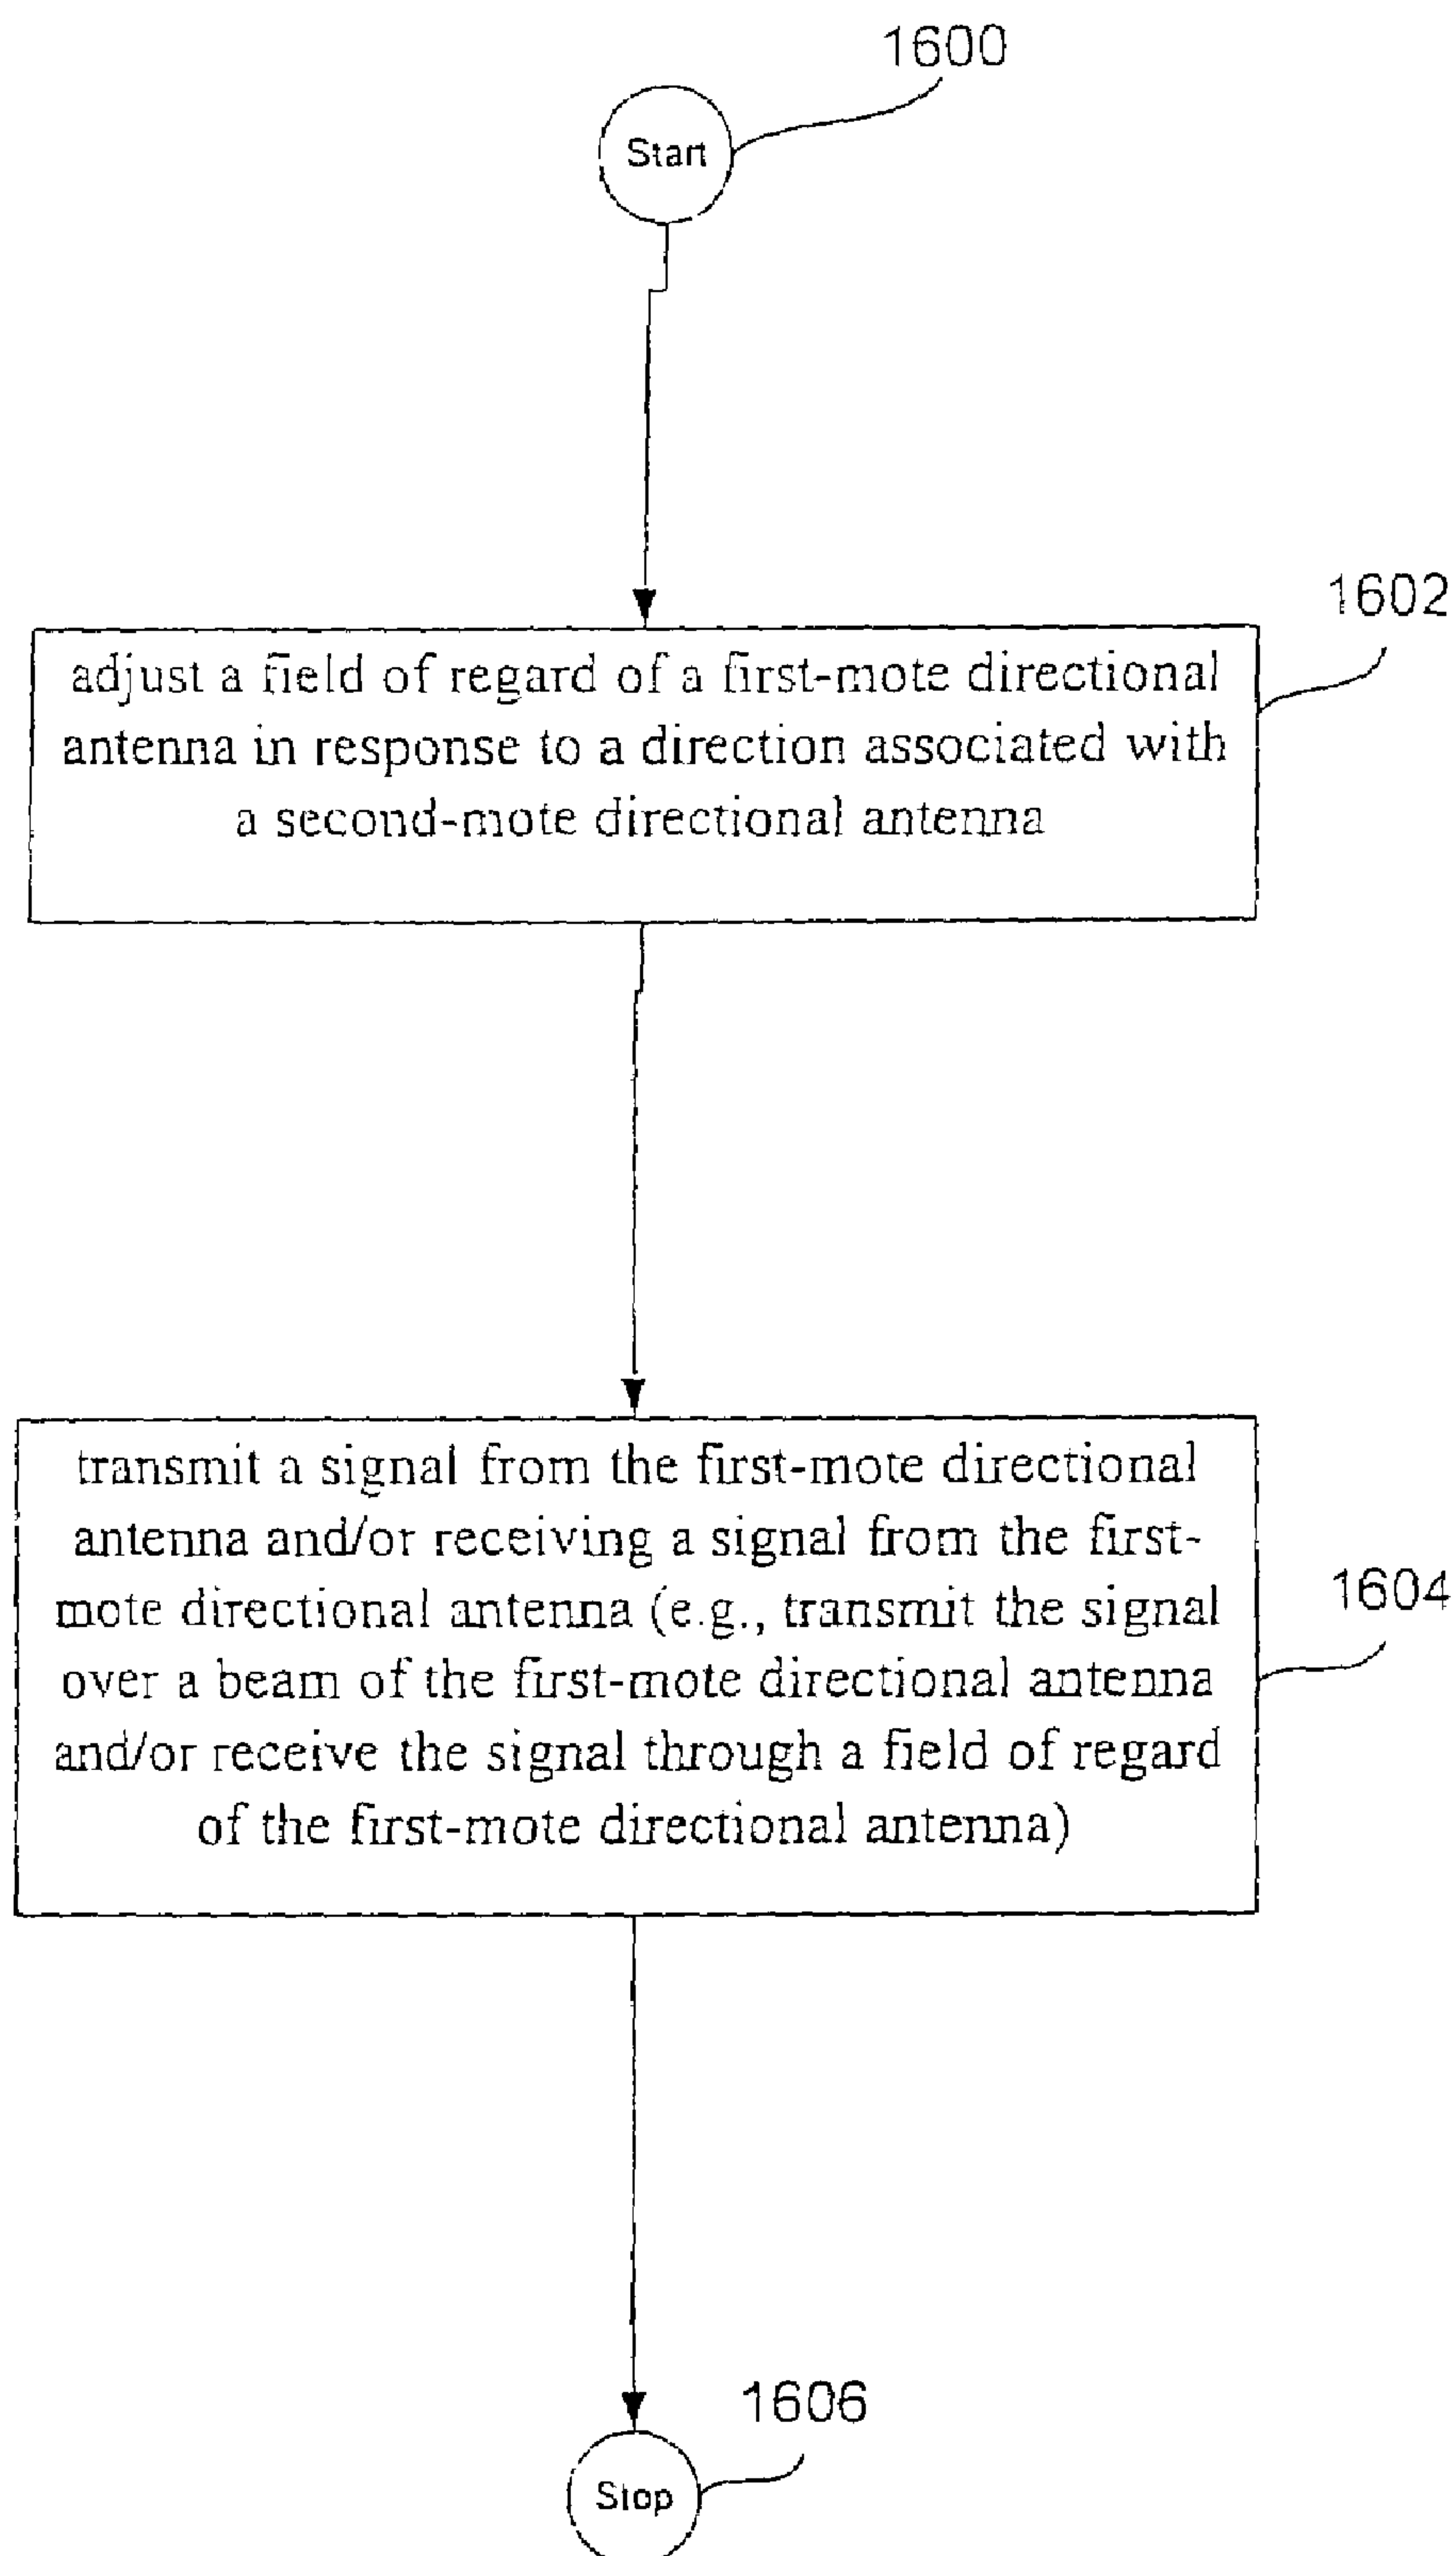 1600
Start
1602
adjust a field of regard of a first-mote directional
antenna in response to a direction associated with
a second-mote directional antenna
transmit a signal from the first-mote directional
antenna and/or receiving a signal from the first-
mote directional antenna (e.g., transmit the signal
over a beam of the first-mote directional antenna
and/or receive the signal through a field of regard
of the first-mote directional antenna)
1604
1606
Stop